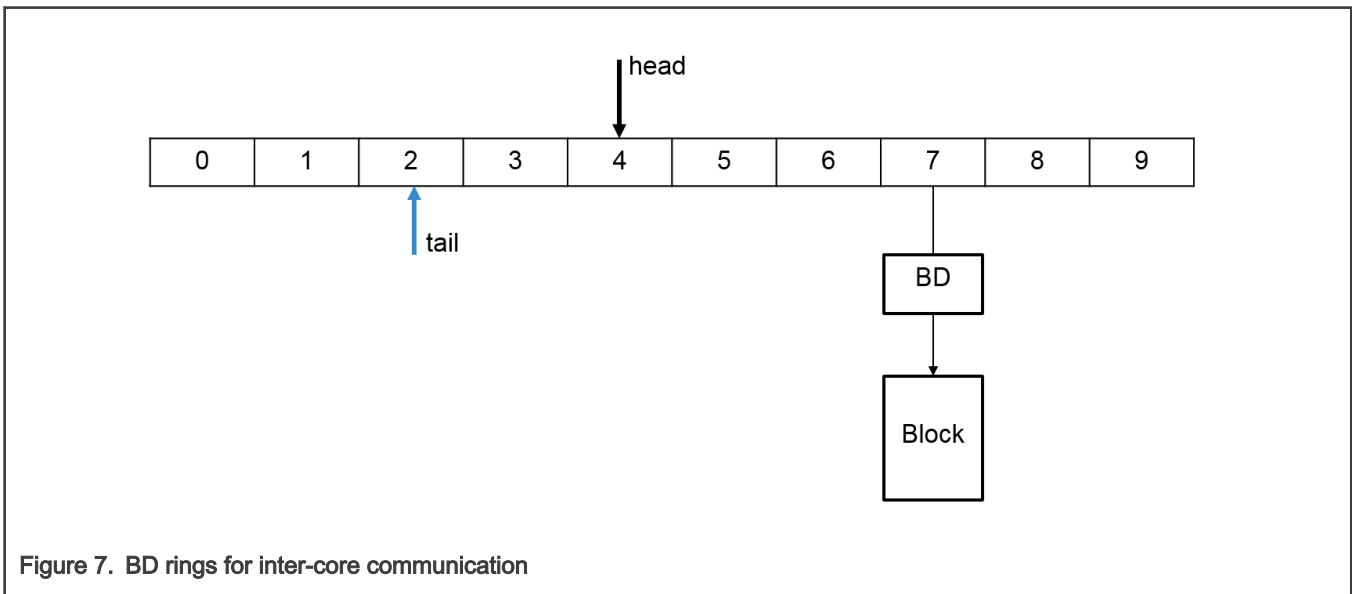 head
0 1 2 3 4 5 6 7 8 9
tail
BD
Block
Figure 7. BD rings for inter-core communication